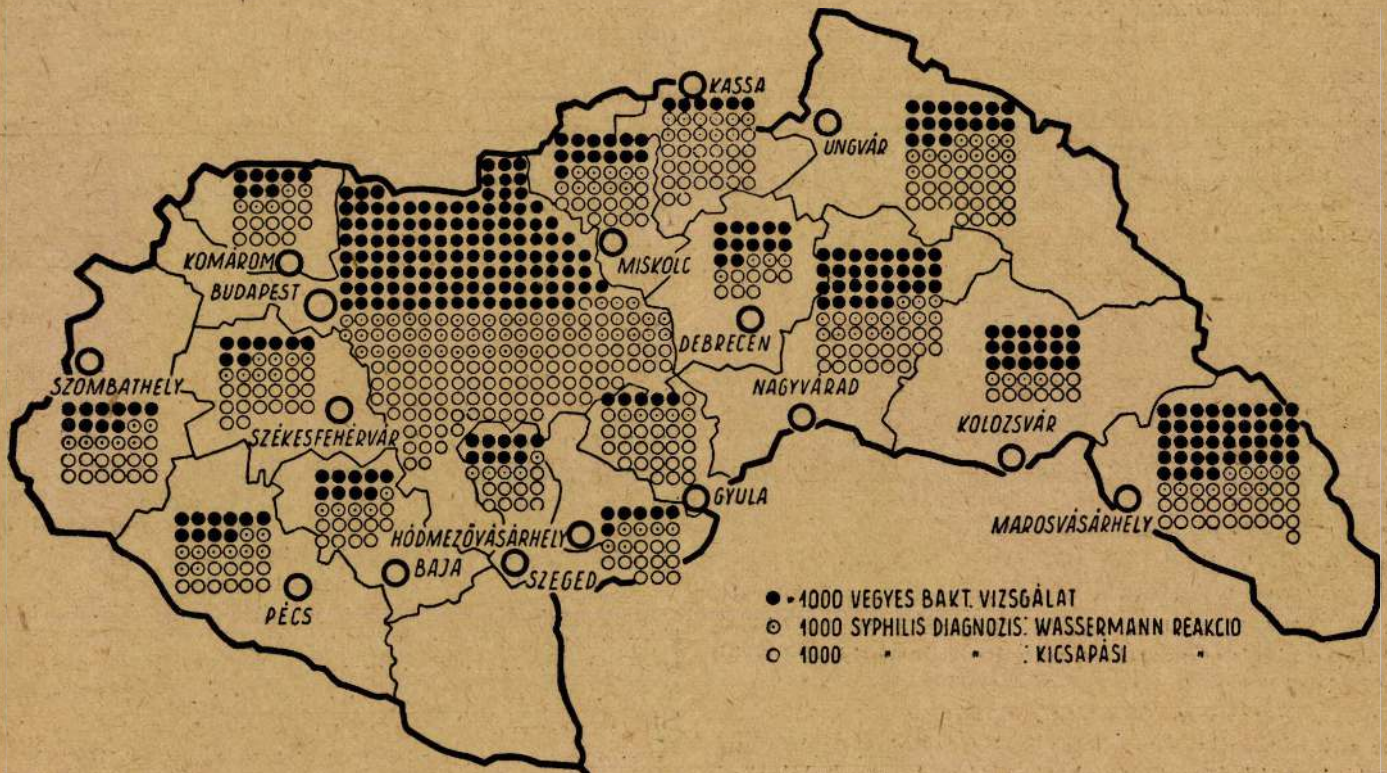 KASSA
UNGVÁR
KOMÁROM
MISKOLC
BUDAPEST
DEBRECEN
SZOMBATHELY
NAGYVÁRAD
SZÉKESFEHÉRVÁR
KOLOZSVÁR
GYULA
MAROSVÁSÁRHELY
HÓDMEZŐVÁSÁRHELY
BAJA
SZEGED
PÉCS
● = 1000 VEGYES BAKT. VIZSGÁLAT
⊙ 1000 SYPHILIS DIAGNOZIS: WASSERMANN REAKCIO
○ 1000 " " : KICSAPÁSI "